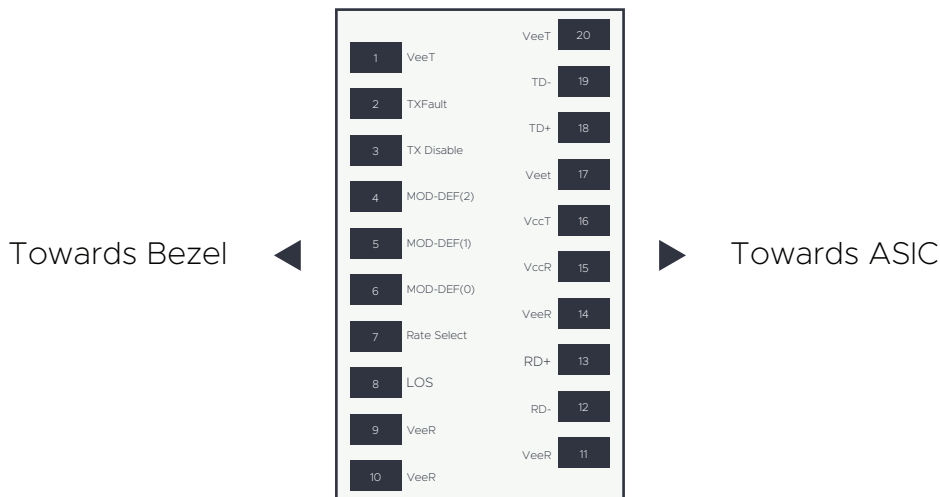 VeeT 20
1 VeeT
TD- 19
2 TXFault
TD+ 18
3 TX Disable
Veet 17
4 MOD-DEF(2)
VccT 16
Towards Bezel
5 MOD-DEF(1)
Towards ASIC
VccR 15
6 MOD-DEF(0)
VeeR 14
7 Rate Select
RD+ 13
8 LOS
RD- 12
9 VeeR
VeeR 11
10 VeeR